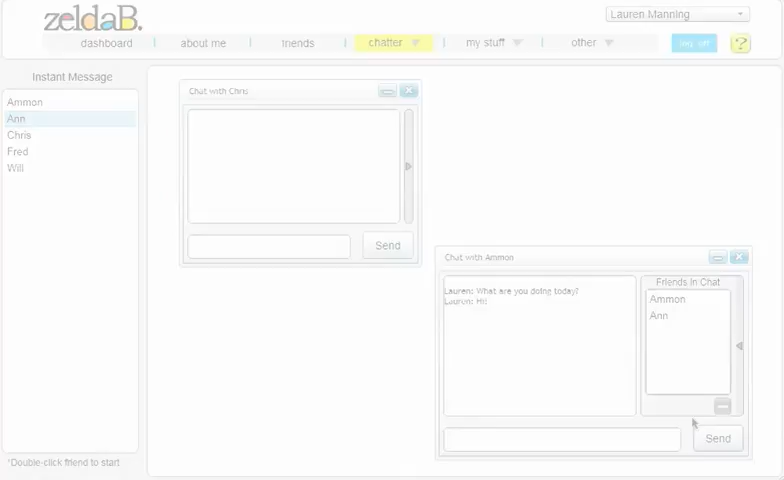 zeldaB.
Lauren Manning
dashboard
about me
friends
chatter
my stuff
other
log off
?
Instant Message
Ammon
Ann
Chris
Fred
Will
*Double-click friend to start
Chat with Chris
Send
Chat with Ammon
Lauren: What are you doing today?
Lauren: Hi!
Friends In Chat
Ammon
Ann
Send